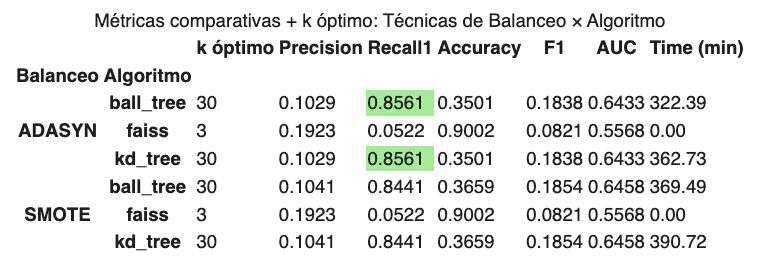 Métricas comparativas + k óptimo: Técnicas de Balanceo × Algoritmo
k óptimo Precision Recall1 Accuracy F1 AUC Time (min)
Balanceo Algoritmo
ball_tree 30 0.1029 0.8561 0.3501 0.1838 0.6433 322.39
ADASYN faiss 3 0.1923 0.0522 0.9002 0.0821 0.5568 0.00
kd_tree 30 0.1029 0.8561 0.3501 0.1838 0.6433 362.73
ball_tree 30 0.1041 0.8441 0.3659 0.1854 0.6458 369.49
SMOTE faiss 3 0.1923 0.0522 0.9002 0.0821 0.5568 0.00
kd_tree 30 0.1041 0.8441 0.3659 0.1854 0.6458 390.72